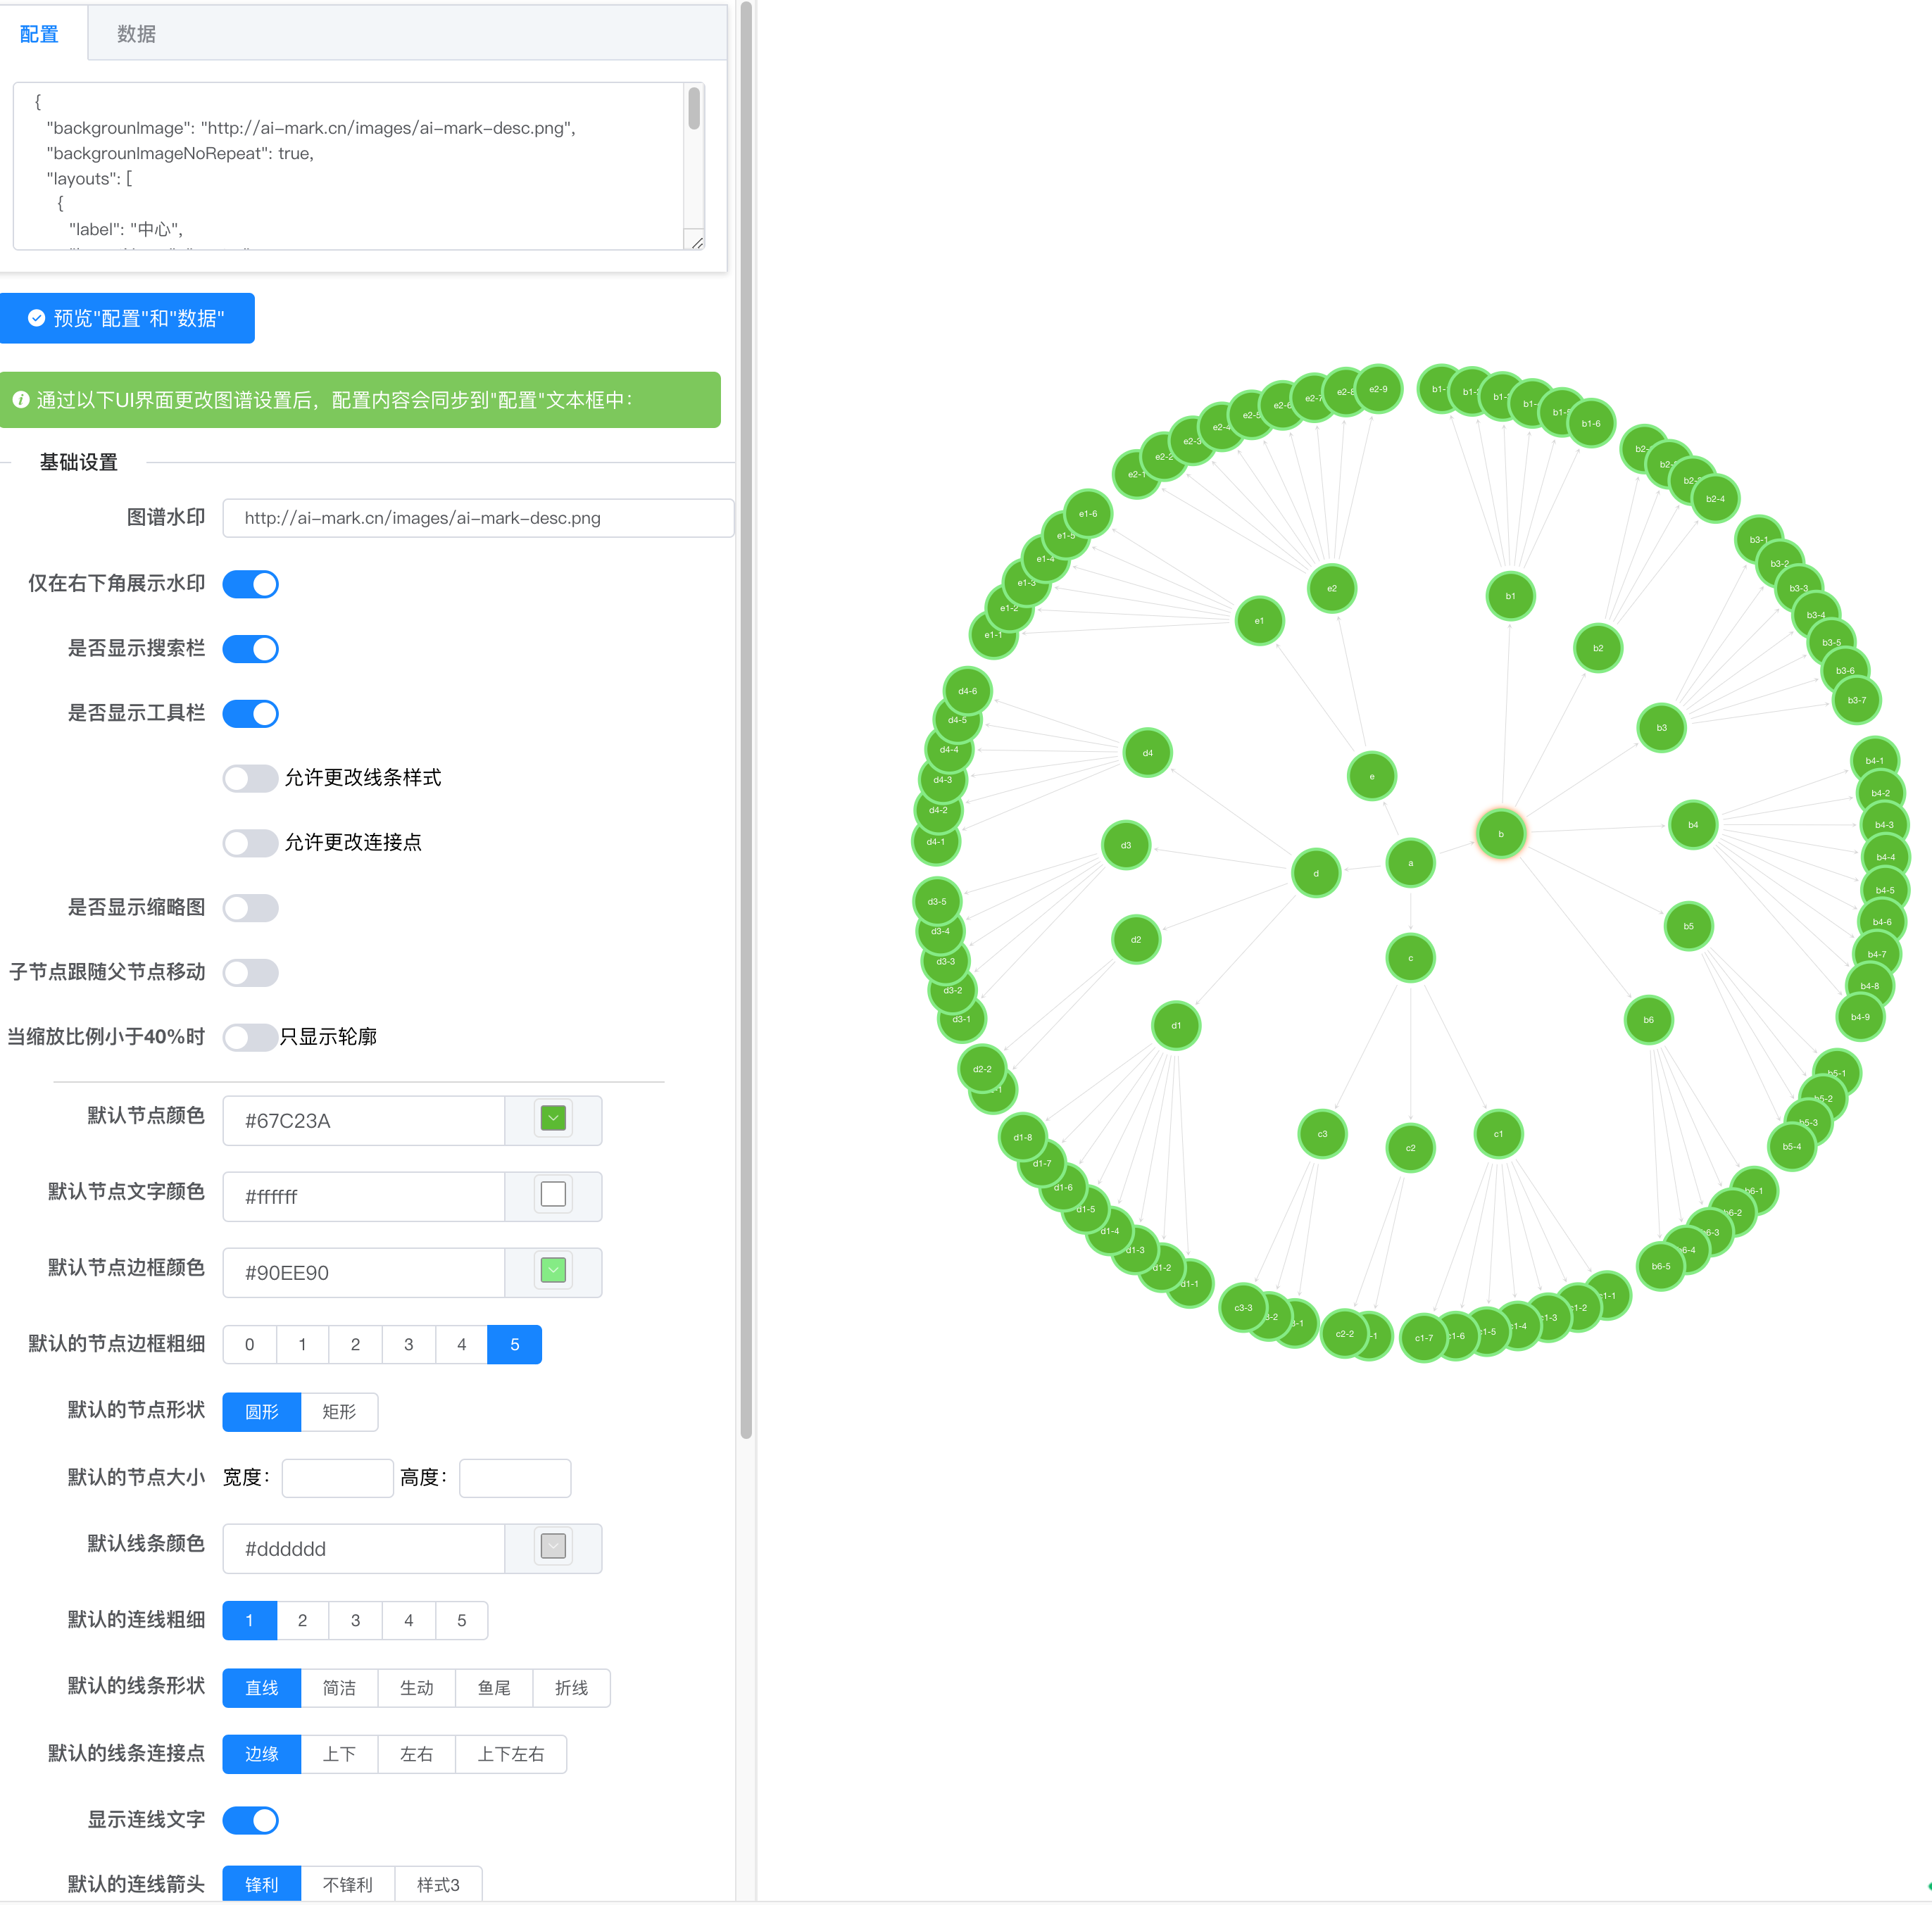 配置
数据
{
"backgrounImage": "http://ai-mark.cn/images/ai-mark-desc.png",
"backgrounImageNoRepeat": true,
"layouts": [
{
"label": "中心",
预览"配置"和"数据"
通过以下UI界面更改图谱设置后，配置内容会同步到"配置"文本框中：
基础设置
图谱水印 http://ai-mark.cn/images/ai-mark-desc.png
仅在右下角展示水印
是否显示搜索栏
是否显示工具栏
允许更改线条样式
允许更改连接点
是否显示缩略图
子节点跟随父节点移动
当缩放比例小于40%时 只显示轮廓
默认节点颜色 #67C23A
默认节点文字颜色 #ffffff
默认节点边框颜色 #90EE90
默认的节点边框粗细 0 1 2 3 4 5
默认的节点形状 圆形 矩形
默认的节点大小 宽度： 高度：
默认线条颜色 #dddddd
默认的连线粗细 1 2 3 4 5
默认的线条形状 直线 简洁 生动 鱼尾 折线
默认的线条连接点 边缘 上下 左右 上下左右
显示连线文字
默认的连线箭头 锋利 不锋利 样式3
a
b
c
d
e
b1
b2
b3
b4
b5
b6
c1
c2
c3
d1
d2
d3
d4
e1
e2
b1-6
b2-4
b3-1
b3-2
b3-3
b3-4
b3-5
b3-6
b3-7
b4-1
b4-2
b4-3
b4-4
b4-5
b4-6
b4-7
b4-8
b4-9
b5-1
b5-2
b5-3
b5-4
b6-1
b6-2
b6-3
b6-4
b6-5
c1-1
c1-2
c1-3
c1-4
c1-5
c1-6
c1-7
c2-2
c3-3
d1-1
d1-2
d1-3
d1-4
d1-5
d1-6
d1-7
d1-8
d2-2
d3-1
d3-2
d3-3
d3-4
d3-5
d4-1
d4-2
d4-3
d4-4
d4-5
d4-6
e1-1
e1-2
e1-3
e1-4
e1-5
e1-6
e2-1
e2-2
e2-3
e2-4
e2-5
e2-6
e2-7
e2-8
e2-9